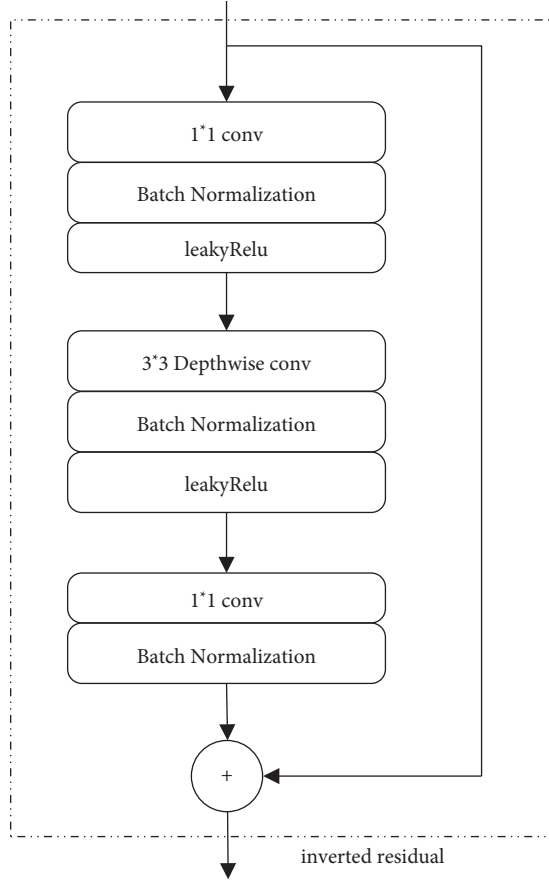 1*1 conv
Batch Normalization
leakyRelu
3*3 Depthwise conv
Batch Normalization
leakyRelu
1*1 conv
Batch Normalization
+
inverted residual